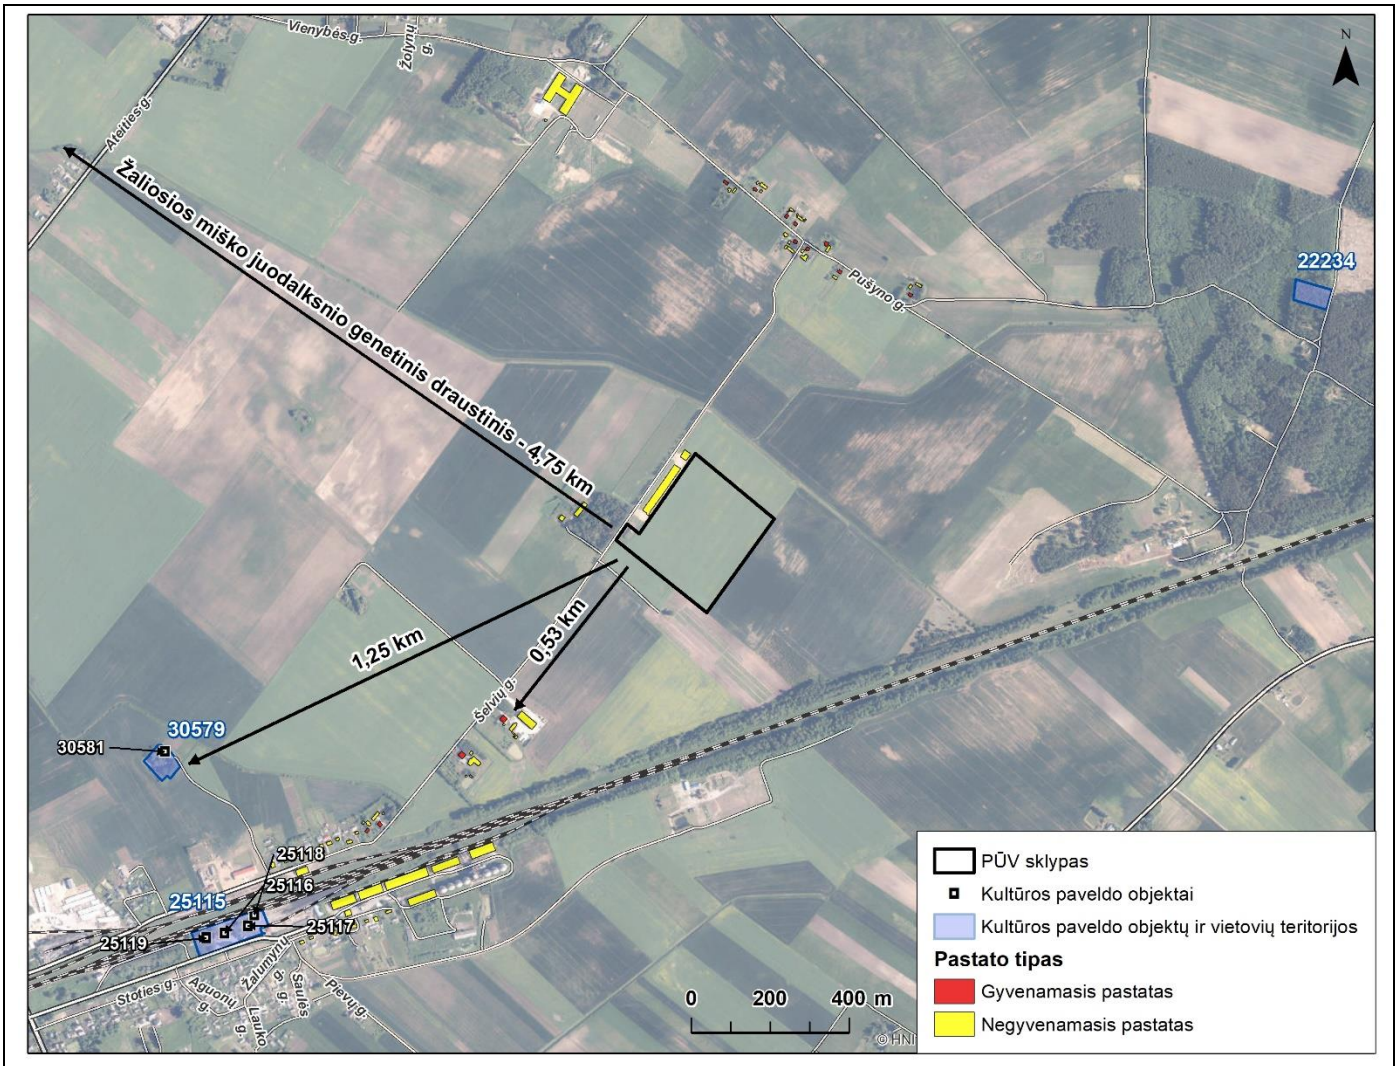 Vienybės g.
Žolynų g.
N
Ateities g.
Žaliosios miško juodalksnio genetinis draustinis - 4,75 km
Pušyno g.
22234
1,25 km
0,53 km
Šelvių g.
30579
30581
25118
25116
25115
25117
25119
Stoties g.
Aguonų g.
Žalumynų g.
Lauko g.
Saulės g.
Pievų g.
0 200 400 m
© HNI
PŪV sklypas
Kultūros paveldo objektai
Kultūros paveldo objektų ir vietovių teritorijos
Pastato tipas
Gyvenamasis pastatas
Negyvenamasis pastatas